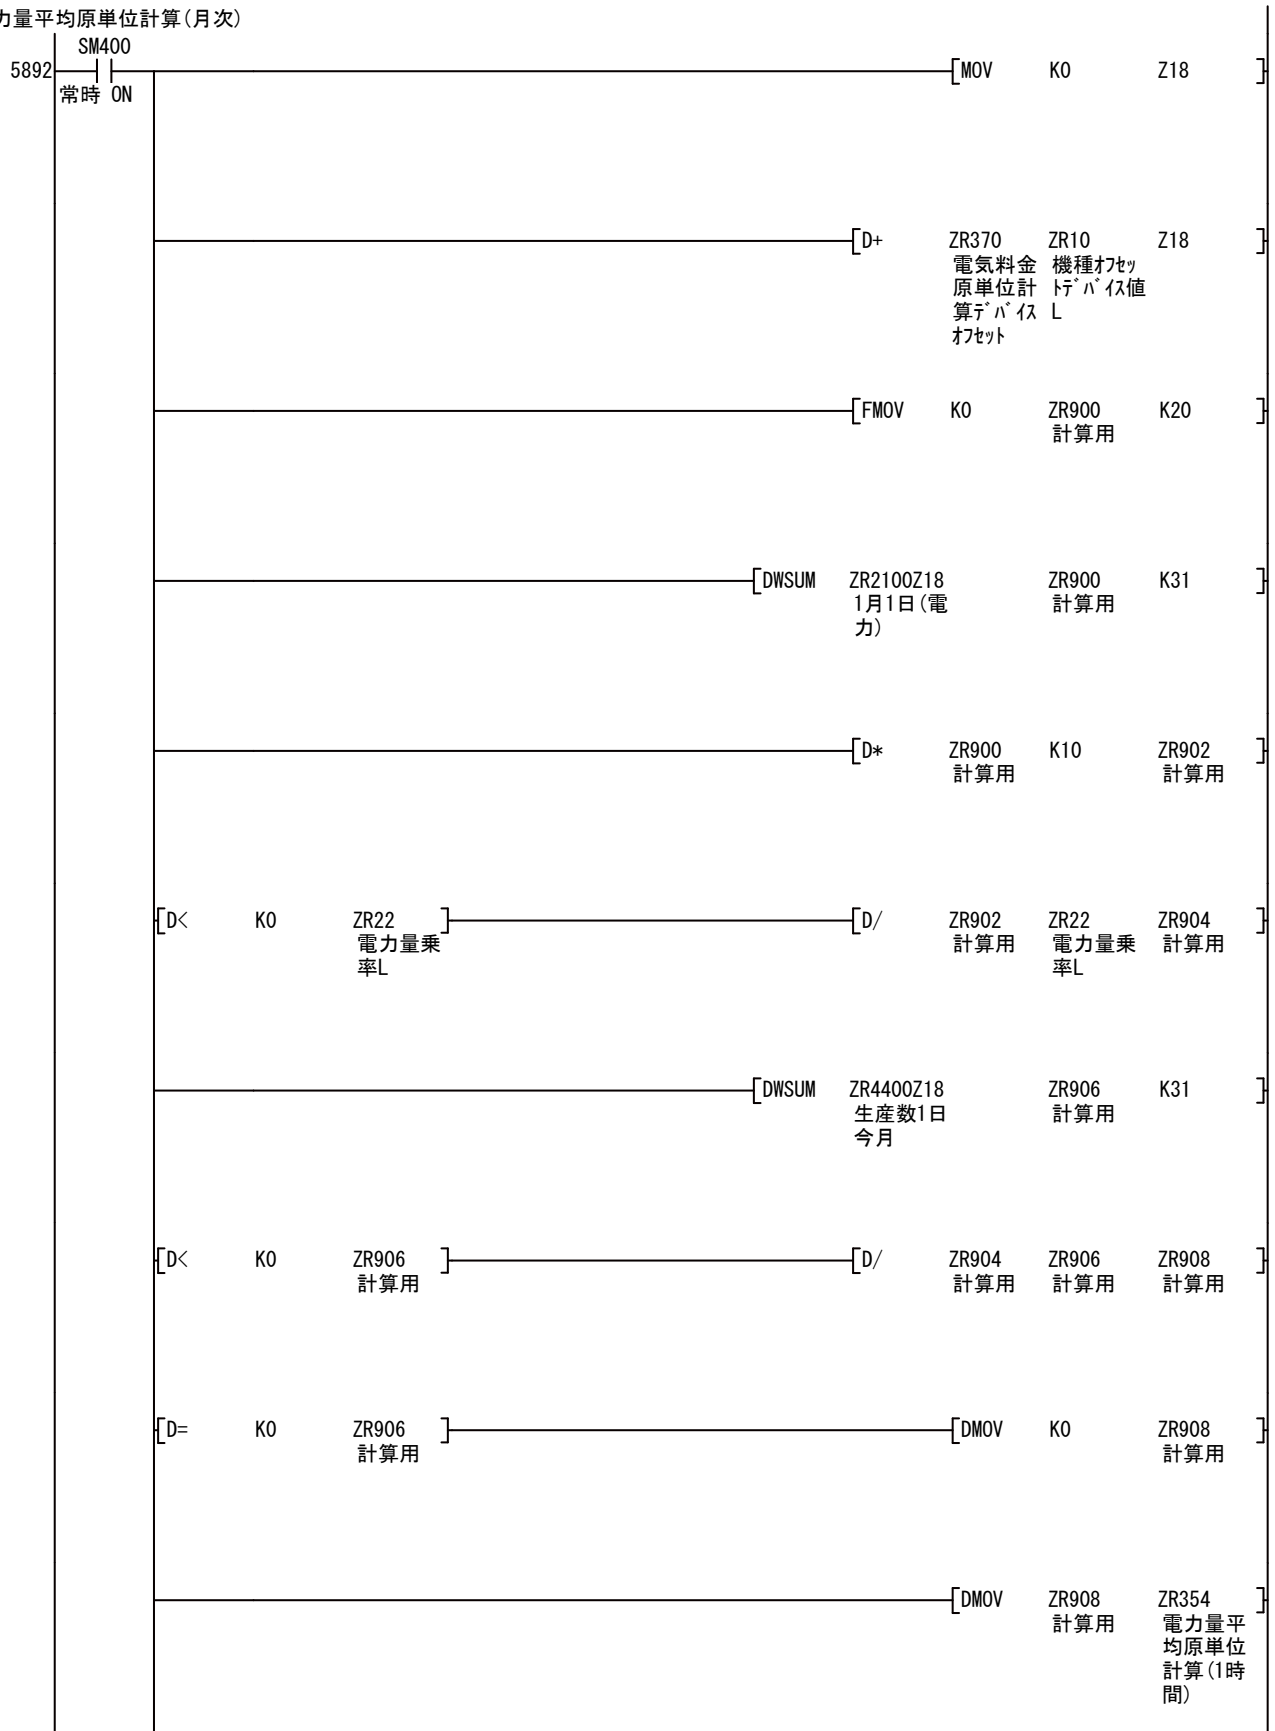 力量平均原単位計算(月次)
SM400
5892
常時 ON
[MOV K0 Z18 ]
[D+ ZR370 ZR10 Z18 ]
電気料金 機種ｵﾌｾｯ
原単位計 ﾄﾃﾞﾊﾞｲｽ値
算ﾃﾞﾊﾞｲｽ L
ｵﾌｾｯﾄ
[FMOV K0 ZR900 K20 ]
計算用
[DWSUM ZR2100Z18 ZR900 K31 ]
1月1日(電 計算用
力)
[D* ZR900 K10 ZR902 ]
計算用 計算用
[D< K0 ZR22 ] [D/ ZR902 ZR22 ZR904 ]
電力量乗 計算用 電力量乗 計算用
率L 率L
[DWSUM ZR4400Z18 ZR906 K31 ]
生産数1日 計算用
今月
[D< K0 ZR906 ] [D/ ZR904 ZR906 ZR908 ]
計算用 計算用 計算用 計算用
[D= K0 ZR906 ] [DMOV K0 ZR908 ]
計算用 計算用
[DMOV ZR908 ZR354 ]
計算用 電力量平
均原単位
計算(1時
間)